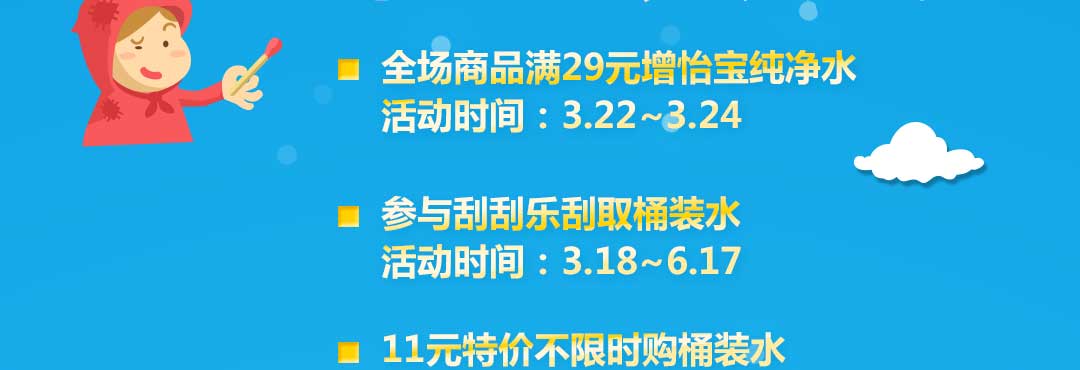 全场商品满29元增怡宝纯净水
活动时间：3.22~3.24
参与刮刮乐刮取桶装水
活动时间：3.18~6.17
11元特价不限时购桶装水